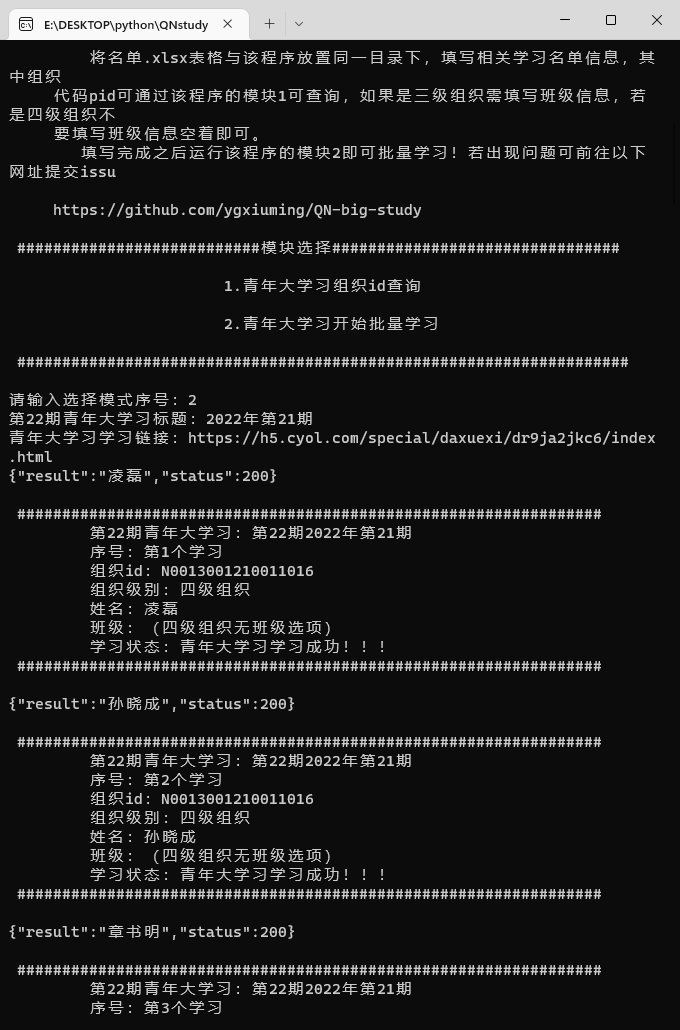 E:\DESKTOP\python\QNstudy
将名单.xlsx表格与该程序放置同一目录下，填写相关学习名单信息，其
中组织
代码pid可通过该程序的模块1可查询，如果是三级组织需填写班级信息，若
是四级组织不
要填写班级信息空着即可。
填写完成之后运行该程序的模块2即可批量学习！若出现问题可前往以下
网址提交issu
https://github.com/ygxiuming/QN-big-study
###########################模块选择################################
1.青年大学习组织id查询
2.青年大学习开始批量学习
####################################################################
请输入选择模式序号：2
第22期青年大学习标题：2022年第21期
青年大学习学习链接：https://h5.cyol.com/special/daxuexi/dr9ja2jkc6/index
.html
{"result":"凌磊","status":200}
#################################################################
第22期青年大学习：第22期2022年第21期
序号：第1个学习
组织id：N0013001210011016
组织级别：四级组织
姓名：凌磊
班级：（四级组织无班级选项）
学习状态：青年大学习学习成功！！！
#################################################################
{"result":"孙晓成","status":200}
#################################################################
第22期青年大学习：第22期2022年第21期
序号：第2个学习
组织id：N0013001210011016
组织级别：四级组织
姓名：孙晓成
班级：（四级组织无班级选项）
学习状态：青年大学习学习成功！！！
#################################################################
{"result":"章书明","status":200}
#################################################################
第22期青年大学习：第22期2022年第21期
序号：第3个学习